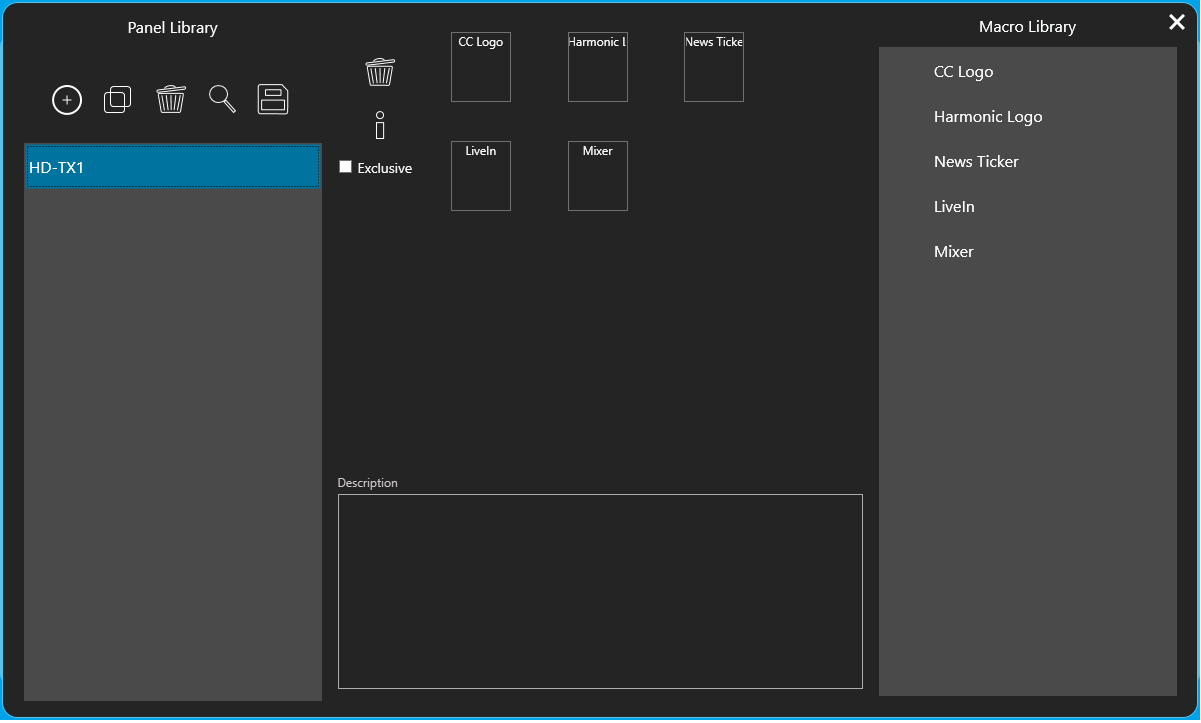 Panel Library
HD-TX1
Exclusive
CC Logo
Harmonic L
News Ticke
LiveIn
Mixer
Description
Macro Library
CC Logo
Harmonic Logo
News Ticker
LiveIn
Mixer